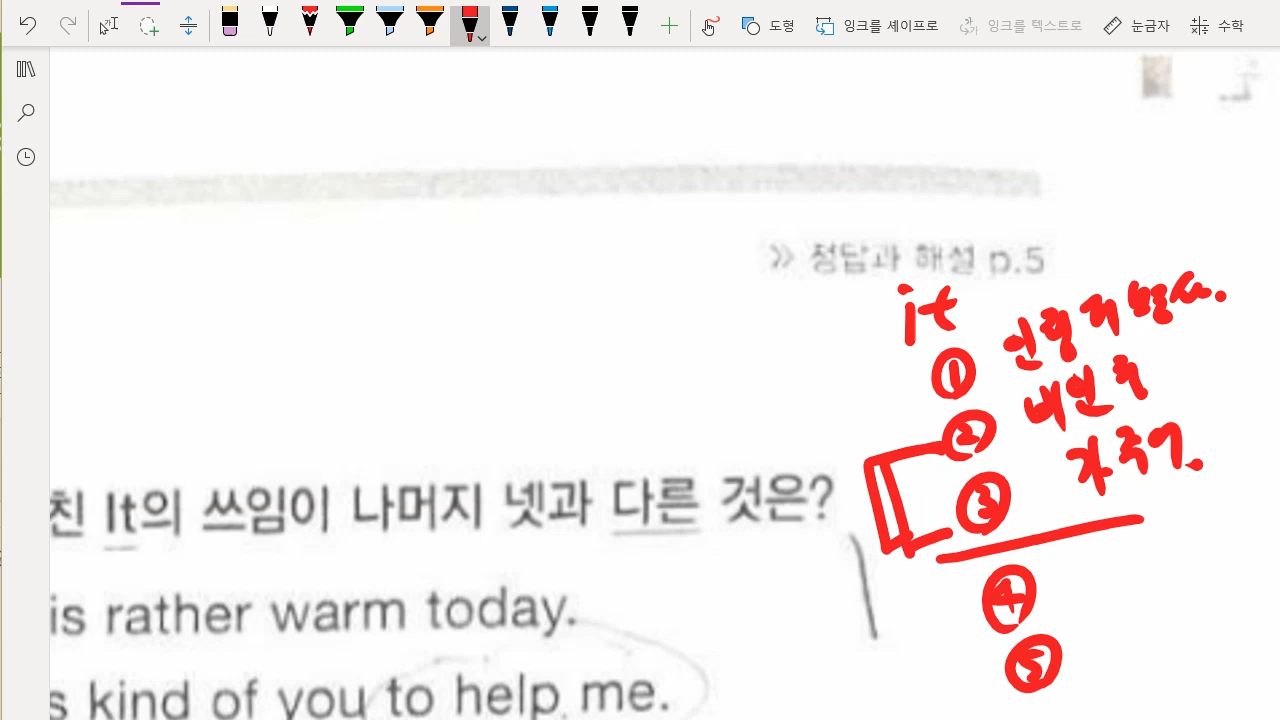 도형 잉크를 셰이프로 잉크를 텍스트로 눈금자 수학
» 정답과 해설 p.5
it
① 인칭대명사.
② 비인칭
③ 가주어.
④
⑤
친 It의 쓰임이 나머지 넷과 다른 것은?
is rather warm today.
s kind of you to help me.